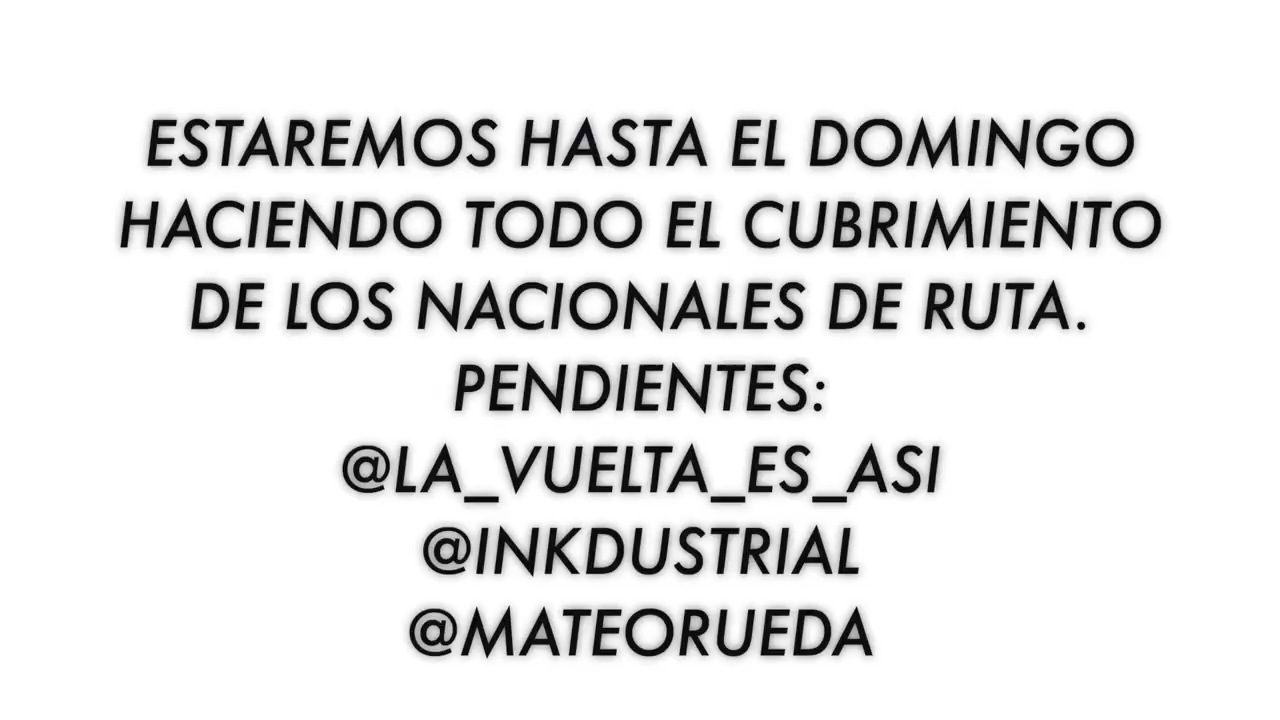 ESTAREMOS HASTA EL DOMINGO
HACIENDO TODO EL CUBRIMIENTO
DE LOS NACIONALES DE RUTA.
PENDIENTES:
@LA_VUELTA_ES_ASI
@INKDUSTRIAL
@MATEORUEDA